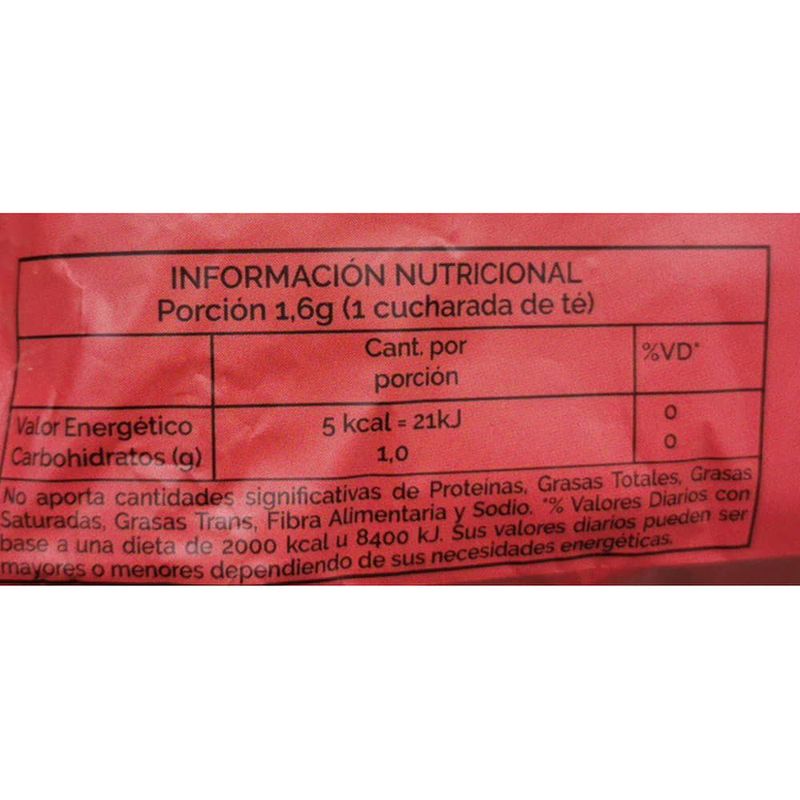 INFORMACIÓN NUTRICIONAL
Porción 1,6g (1 cucharada de té)
Cant. por
porción
%VD*
Valor Energético 5 kcal = 21kJ 0
Carbohidratos (g) 1,0 0
No aporta cantidades significativas de Proteinas, Grasas Totales, Grasas
Saturadas, Grasas Trans, Fibra Alimentaria y Sodio. *% Valores Diarios con
base a una dieta de 2000 kcal u 8400 kJ. Sus valores diarios pueden ser
mayores o menores dependiendo de sus necesidades energéticas.